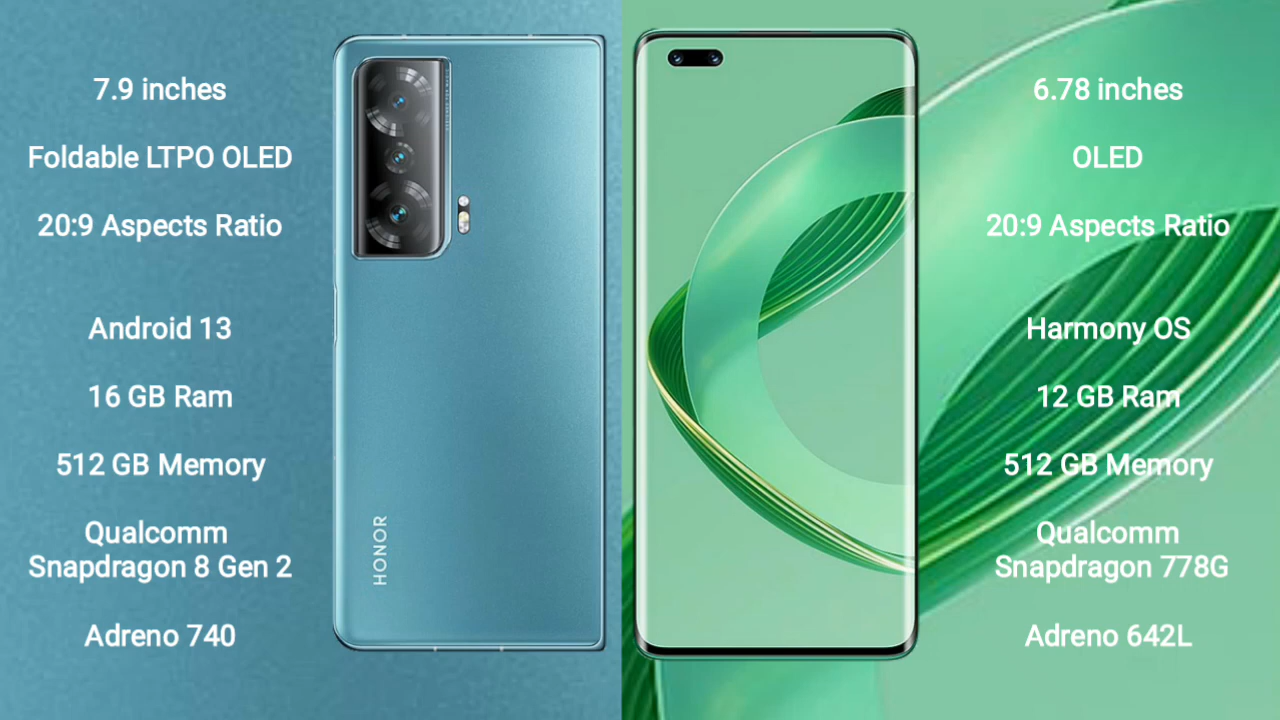 7.9 inches
Foldable LTPO OLED
20:9 Aspects Ratio
Android 13
16 GB Ram
512 GB Memory
Qualcomm
Snapdragon 8 Gen 2
Adreno 740
HONOR
6.78 inches
OLED
20:9 Aspects Ratio
Harmony OS
12 GB Ram
512 GB Memory
Qualcomm
Snapdragon 778G
Adreno 642L